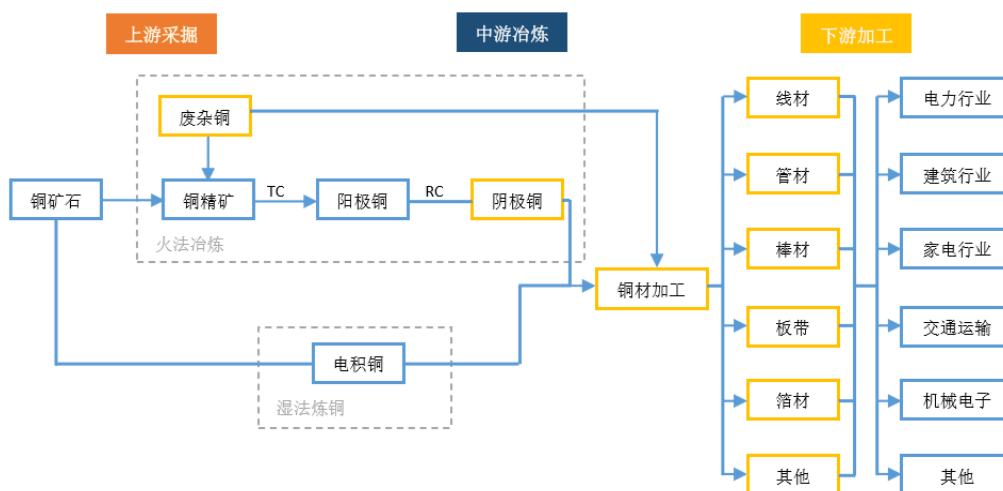 上游采掘
中游冶炼
下游加工
废杂铜
铜矿石
铜精矿
TC
阳极铜
RC
阴极铜
火法冶炼
电积铜
湿法炼铜
铜材加工
线材
管材
棒材
板带
箔材
其他
电力行业
建筑行业
家电行业
交通运输
机械电子
其他